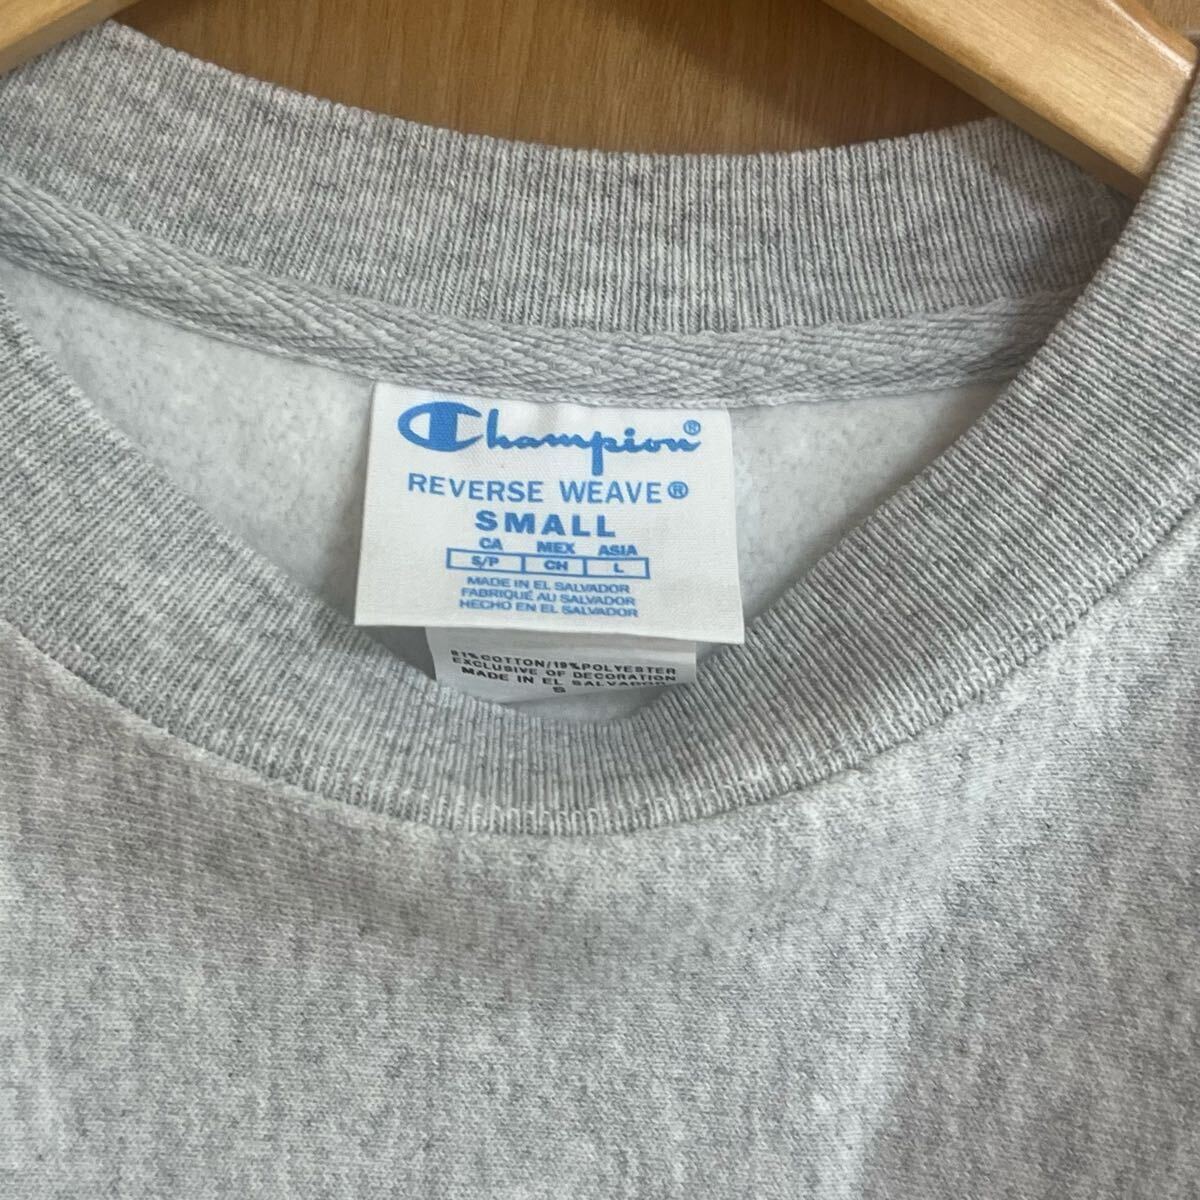 Champion®
REVERSE WEAVE®
SMALL
CA MEX ASIA
S/P CH L
MADE IN EL SALVADOR
FABRIQUÉ AU SALVADOR
HECHO EN EL SALVADOR
81% COTTON/19% POLYESTER
EXCLUSIVE OF DECORATION
MADE IN EL SALVADOR
S